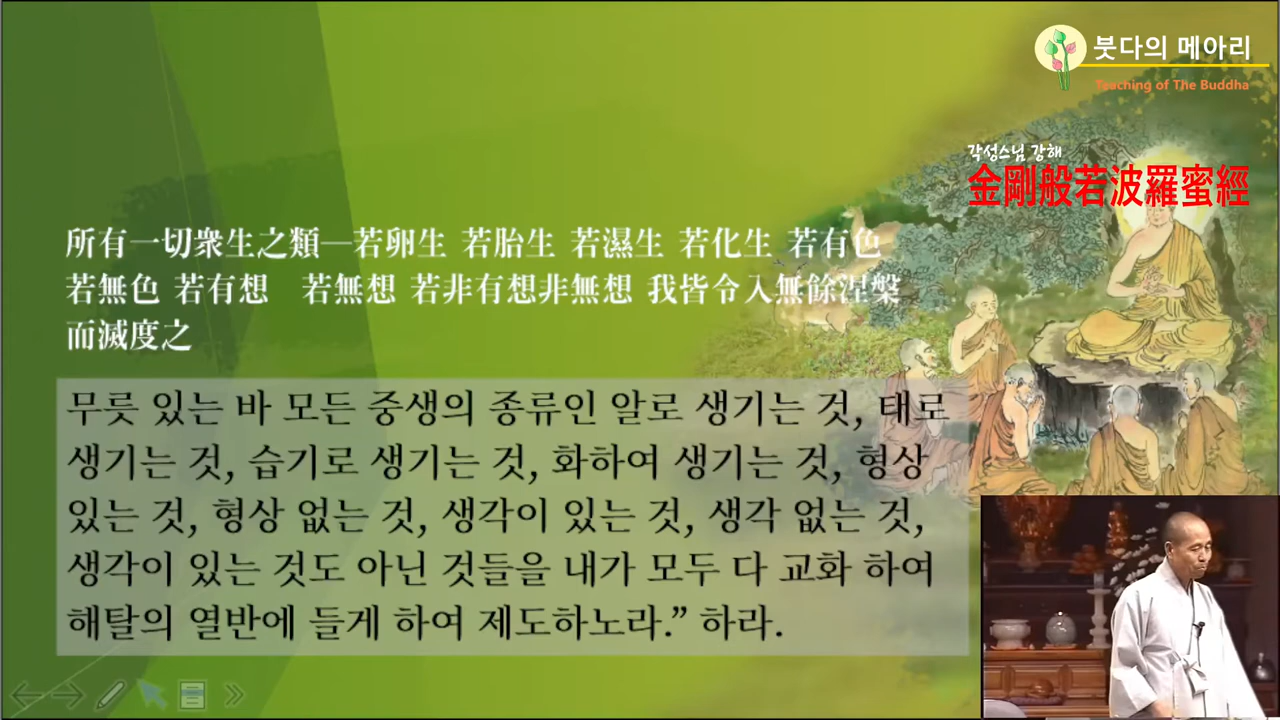 붓다의 메아리
Teaching of The Buddha
각성스님 강해
金剛般若波羅蜜經
所有一切衆生之類─若卵生 若胎生 若濕生 若化生 若有色
若無色 若有想 若無想 若非有想非無想 我皆令入無餘涅槃
而滅度之
무릇 있는 바 모든 중생의 종류인 알로 생기는 것, 태로
생기는 것, 습기로 생기는 것, 화하여 생기는 것, 형상
있는 것, 형상 없는 것, 생각이 있는 것, 생각 없는 것,
생각이 있는 것도 아닌 것들을 내가 모두 다 교화 하여
해탈의 열반에 들게 하여 제도하노라.” 하라.